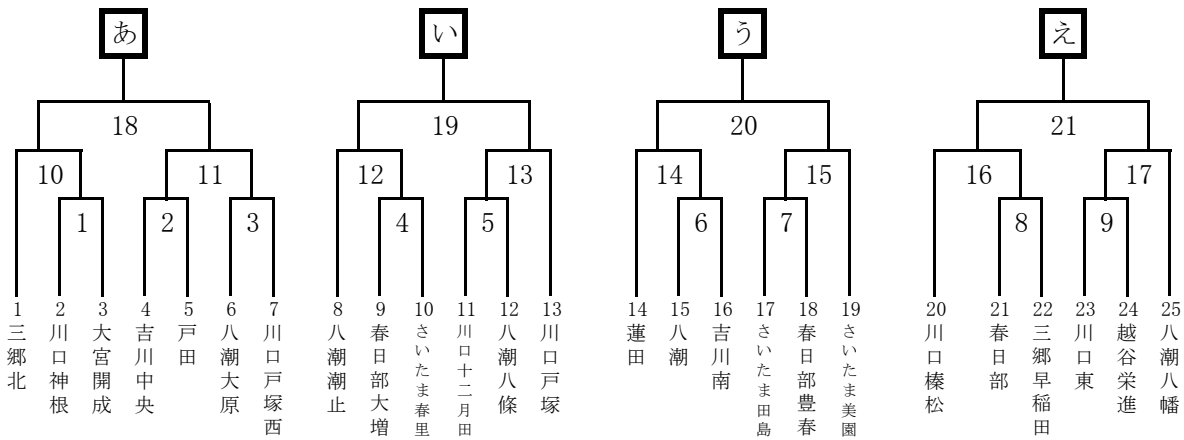 あ い う え
18 19 20 21
10 11 12 13 14 15 16 17
1 2 3 4 5 6 7 8 9
1 2 3 4 5 6 7 8 9 10 11 12 13 14 15 16 17 18 19 20 21 22 23 24 25
三郷北
川口神根
大宮開成
吉川中央
戸田
八潮大原
川口戸塚西
八潮潮止
春日部大増
さいたま春里
川口十二月田
八潮八條
川口戸塚
蓮田
八潮
吉川南
さいたま田島
春日部豊春
さいたま美園
川口榛松
春日部
三郷早稲田
川口東
越谷栄進
八潮八幡